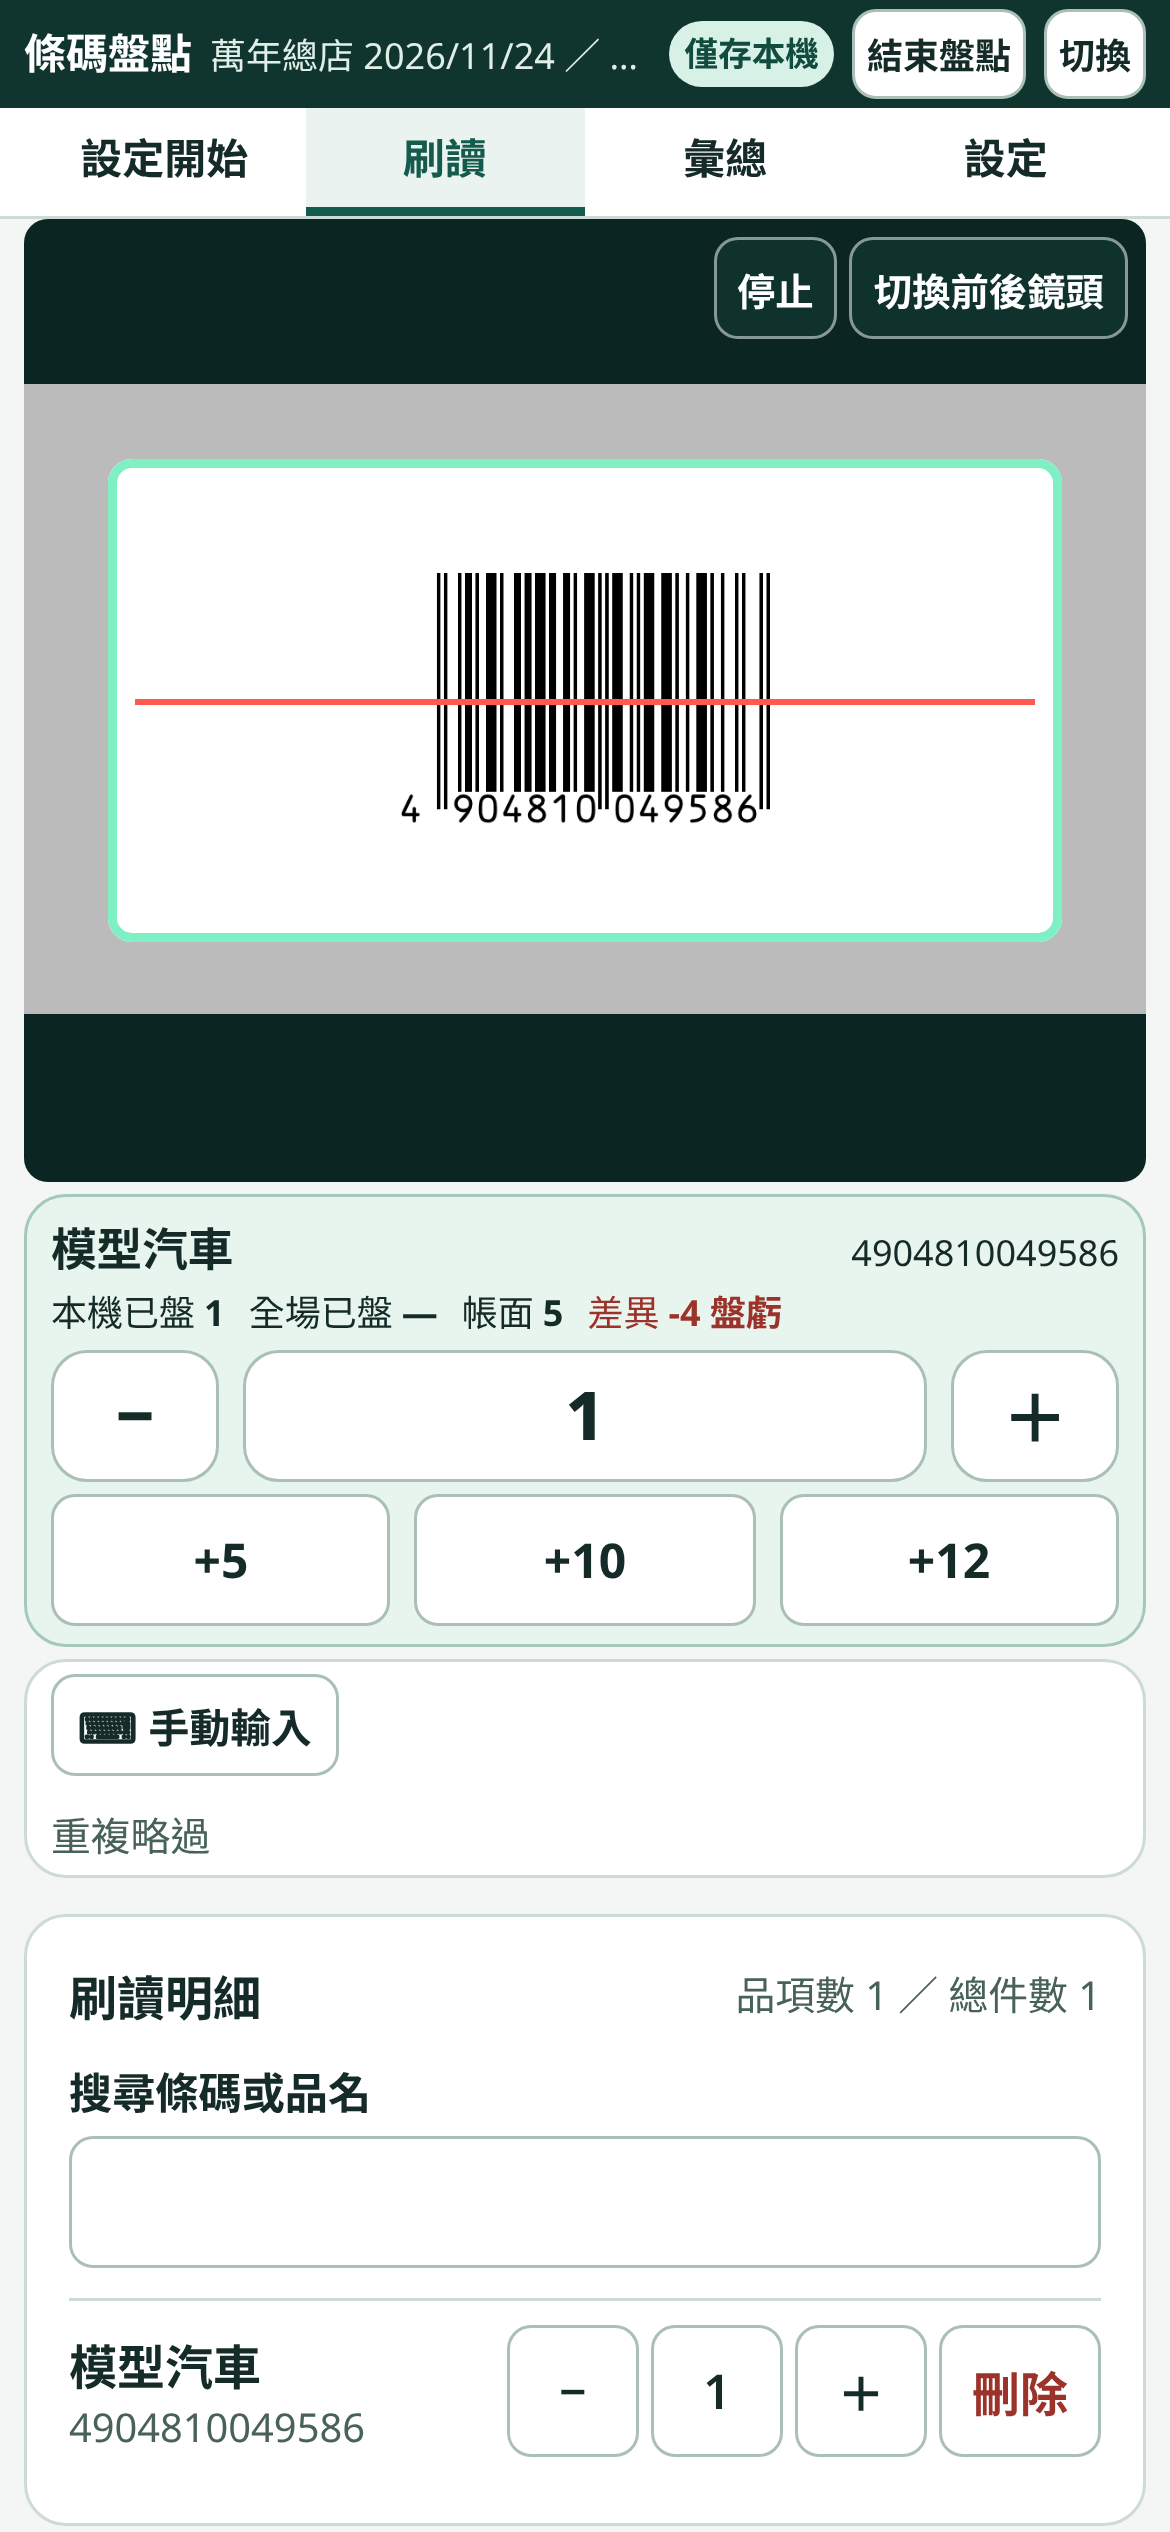 條碼盤點 萬年總店 2026/11/24 ／ ... 僅存本機 結束盤點 切換
設定開始 刷讀 彙總 設定
停止 切換前後鏡頭
4 904810 049586
模型汽車 4904810049586
本機已盤 1 全場已盤 — 帳面 5 差異 -4 盤虧
− 1 ＋
+5 +10 +12
⌨ 手動輸入
重複略過
刷讀明細 品項數 1 ／ 總件數 1
搜尋條碼或品名
模型汽車 − 1 ＋ 刪除
4904810049586